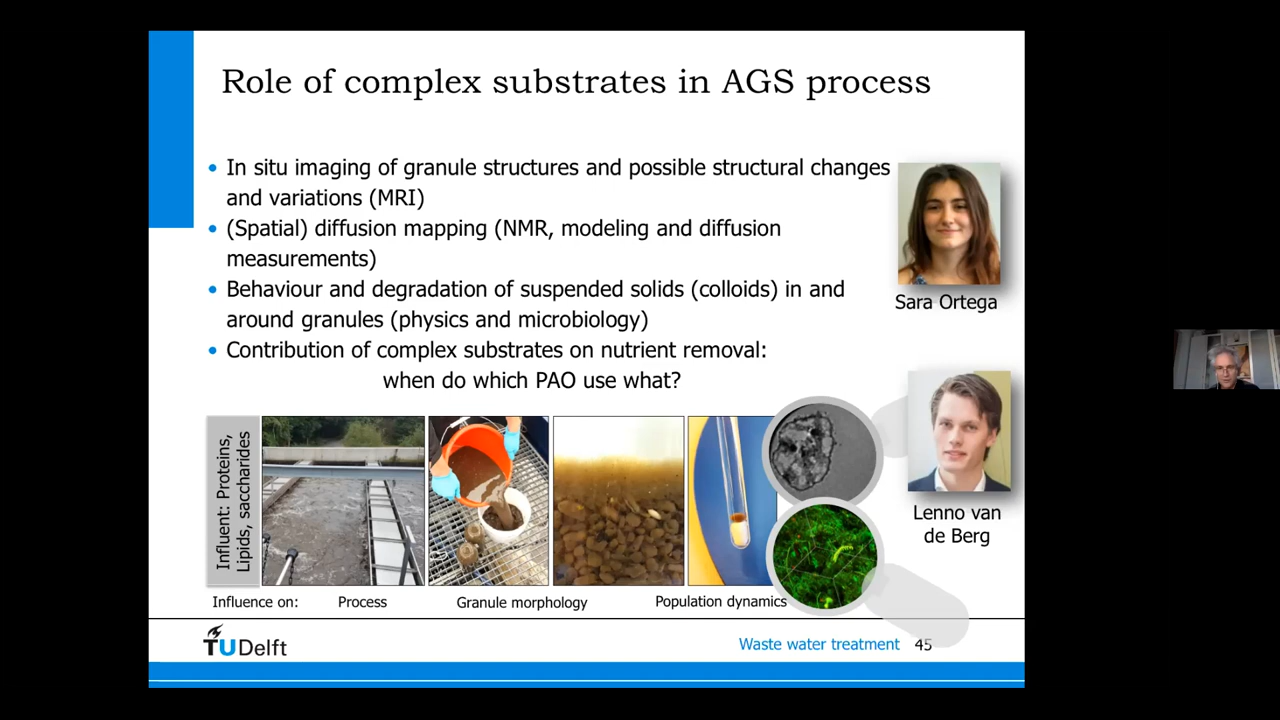 Role of complex substrates in AGS process
• In situ imaging of granule structures and possible structural changes
and variations (MRI)
• (Spatial) diffusion mapping (NMR, modeling and diffusion
measurements)
• Behaviour and degradation of suspended solids (colloids) in and
around granules (physics and microbiology)
• Contribution of complex substrates on nutrient removal:
when do which PAO use what?
Sara Ortega
Lenno van
de Berg
Influent: Proteins,
Lipids, saccharides
Influence on:
Process
Granule morphology
Population dynamics
TUDelft
Waste water treatment
45